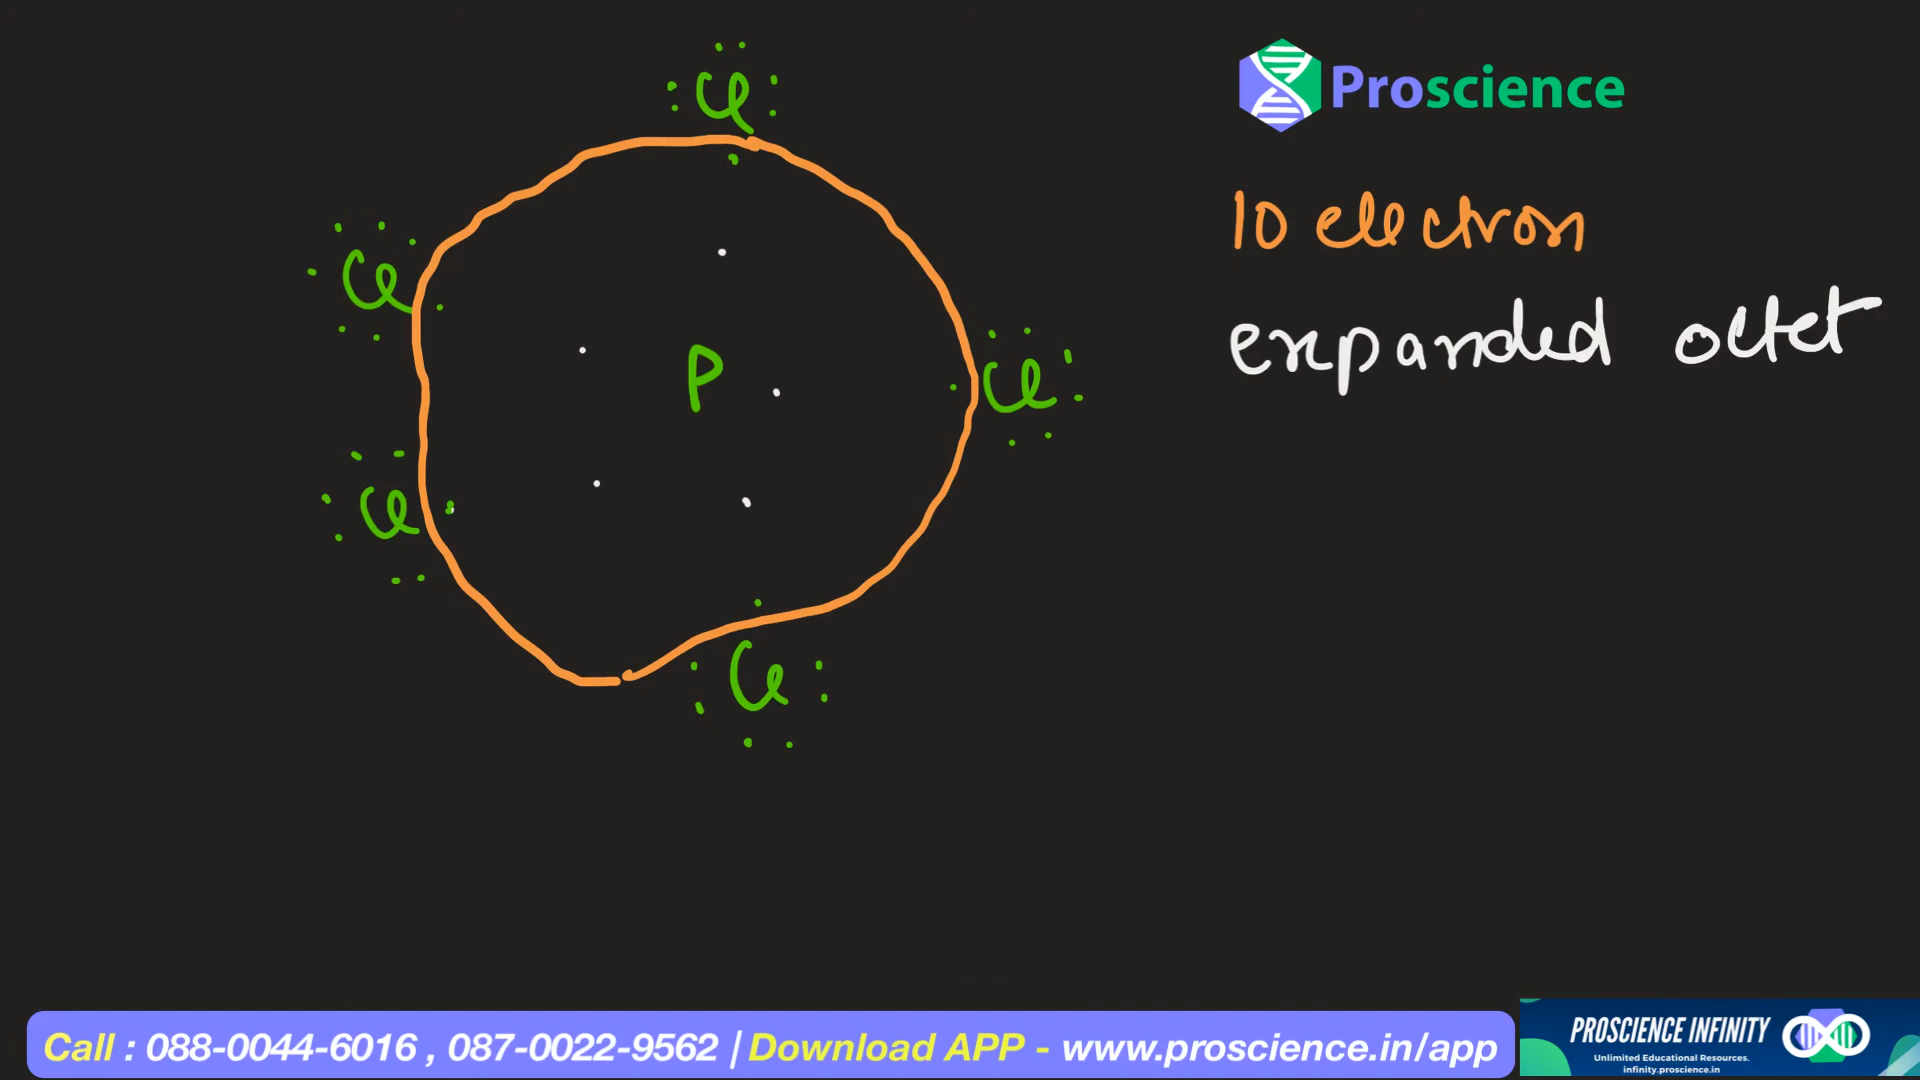 Cl
Proscience
10 electron
Cl
expanded octet
P
Cl
Cl
Cl
Call : 088-0044-6016 , 087-0022-9562 | Download APP - www.proscience.in/app
PROSCIENCE INFINITY
Unlimited Educational Resources.
infinity.proscience.in